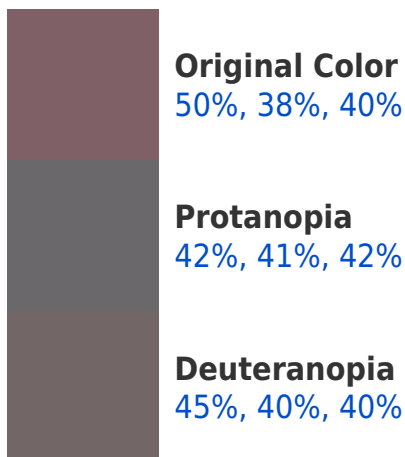 Original Color
50%, 38%, 40%
Protanopia
42%, 41%, 42%
Deuteranopia
45%, 40%, 40%